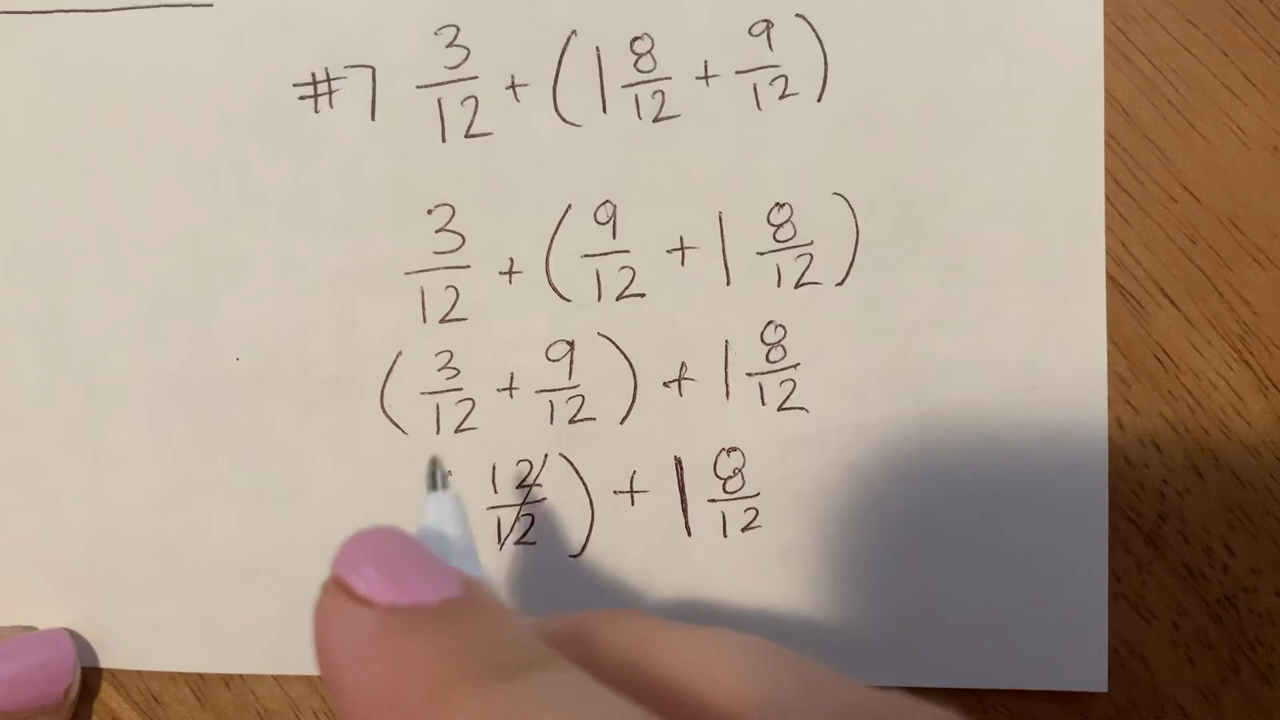 #7 3/12 + (1 8/12 + 9/12)
3/12 + (9/12 + 1 8/12)
(3/12 + 9/12) + 1 8/12
12/12) + 1 8/12